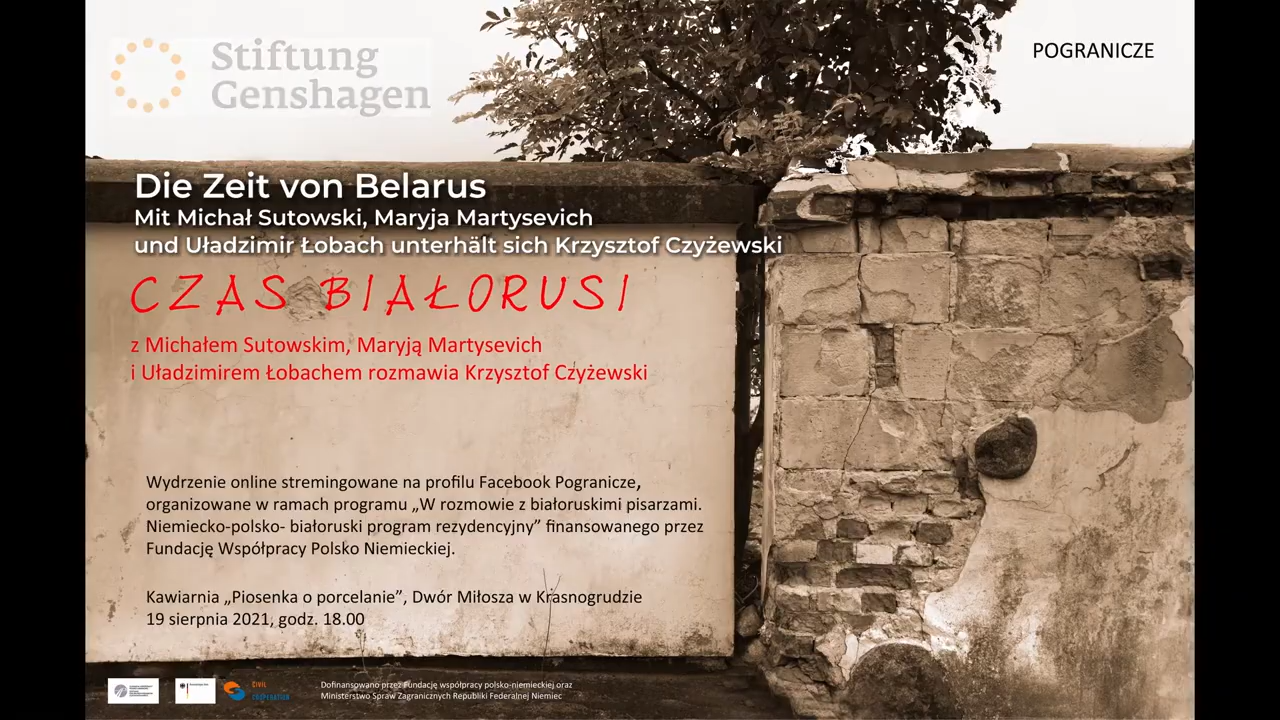 Stiftung
Genshagen
POGRANICZE
Die Zeit von Belarus
Mit Michał Sutowski, Maryja Martysevich
und Uładzimir Łobach unterhält sich Krzysztof Czyżewski
CZAS BIAŁORUSI
z Michałem Sutowskim, Maryją Martysevich
i Uładzimirem Łobachem rozmawia Krzysztof Czyżewski
Wydrzenie online stremingowane na profilu Facebook Pogranicze,
organizowane w ramach programu „W rozmowie z białoruskimi pisarzami.
Niemiecko-polsko- białoruski program rezydencyjny” finansowanego przez
Fundację Współpracy Polsko Niemieckiej.
Kawiarnia „Piosenka o porcelanie”, Dwór Miłosza w Krasnogrudzie
19 sierpnia 2021, godz. 18.00
CIVIL
COOPERATION
Dofinansowano przez Fundację współpracy polsko-niemieckiej oraz
Ministerstwo Spraw Zagranicznych Republiki Federalnej Niemiec